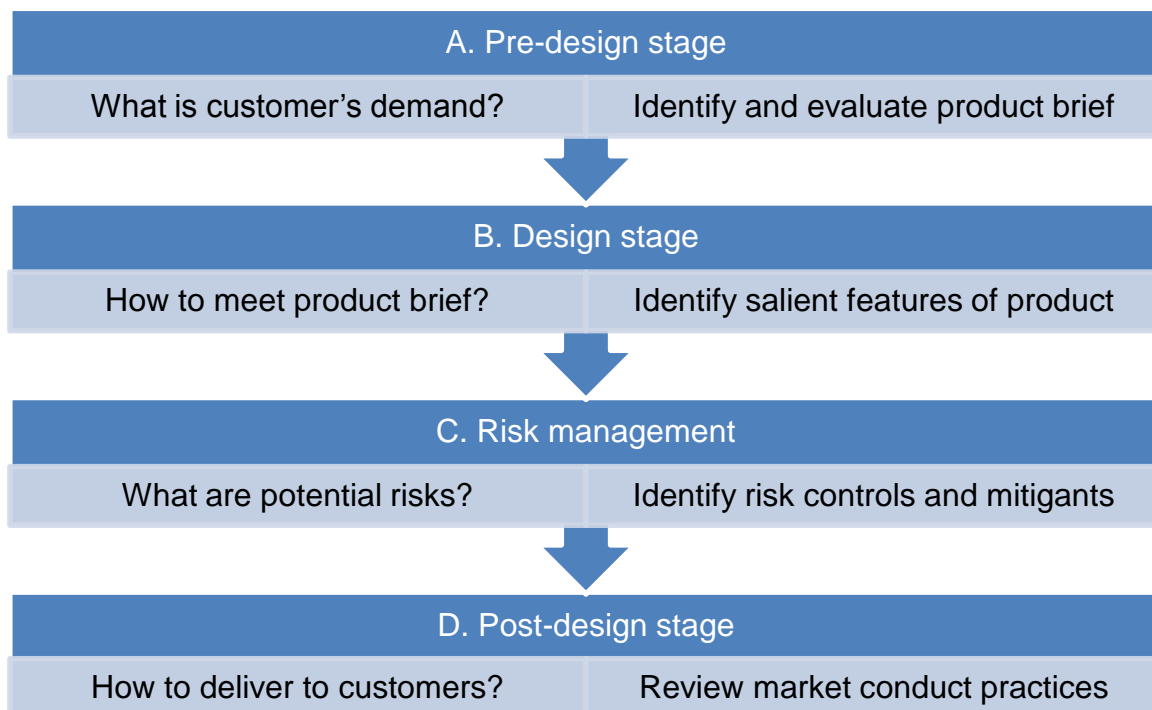 A. Pre-design stage
What is customer’s demand?
Identify and evaluate product brief
B. Design stage
How to meet product brief?
Identify salient features of product
C. Risk management
What are potential risks?
Identify risk controls and mitigants
D. Post-design stage
How to deliver to customers?
Review market conduct practices